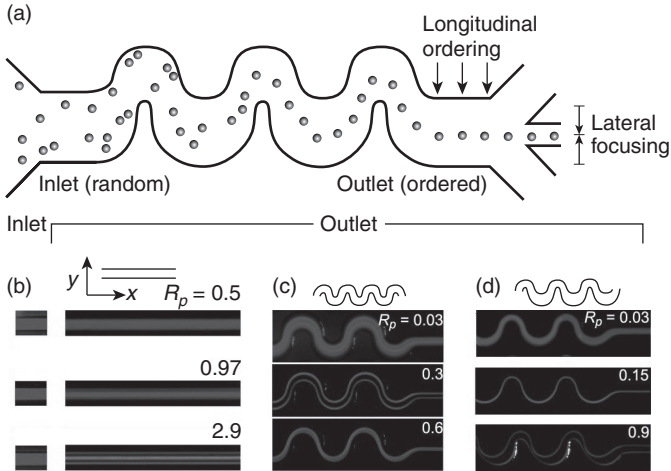 (a)
Longitudinal
ordering
Lateral
focusing
Inlet (random)
Outlet (ordered)
Inlet
Outlet
(b)
y
x
R_p = 0.5
0.97
2.9
(c)
R_p = 0.03
0.3
0.6
(d)
R_p = 0.03
0.15
0.9